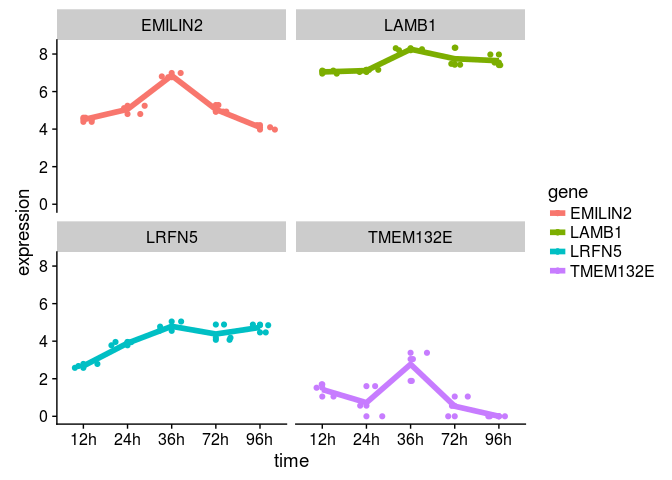 EMILIN2 LAMB1
8
6
4
2
0
expression
LRFN5 TMEM132E
8
6
4
2
0
12h 24h 36h 72h 96h 12h 24h 36h 72h 96h
time
gene
EMILIN2
LAMB1
LRFN5
TMEM132E